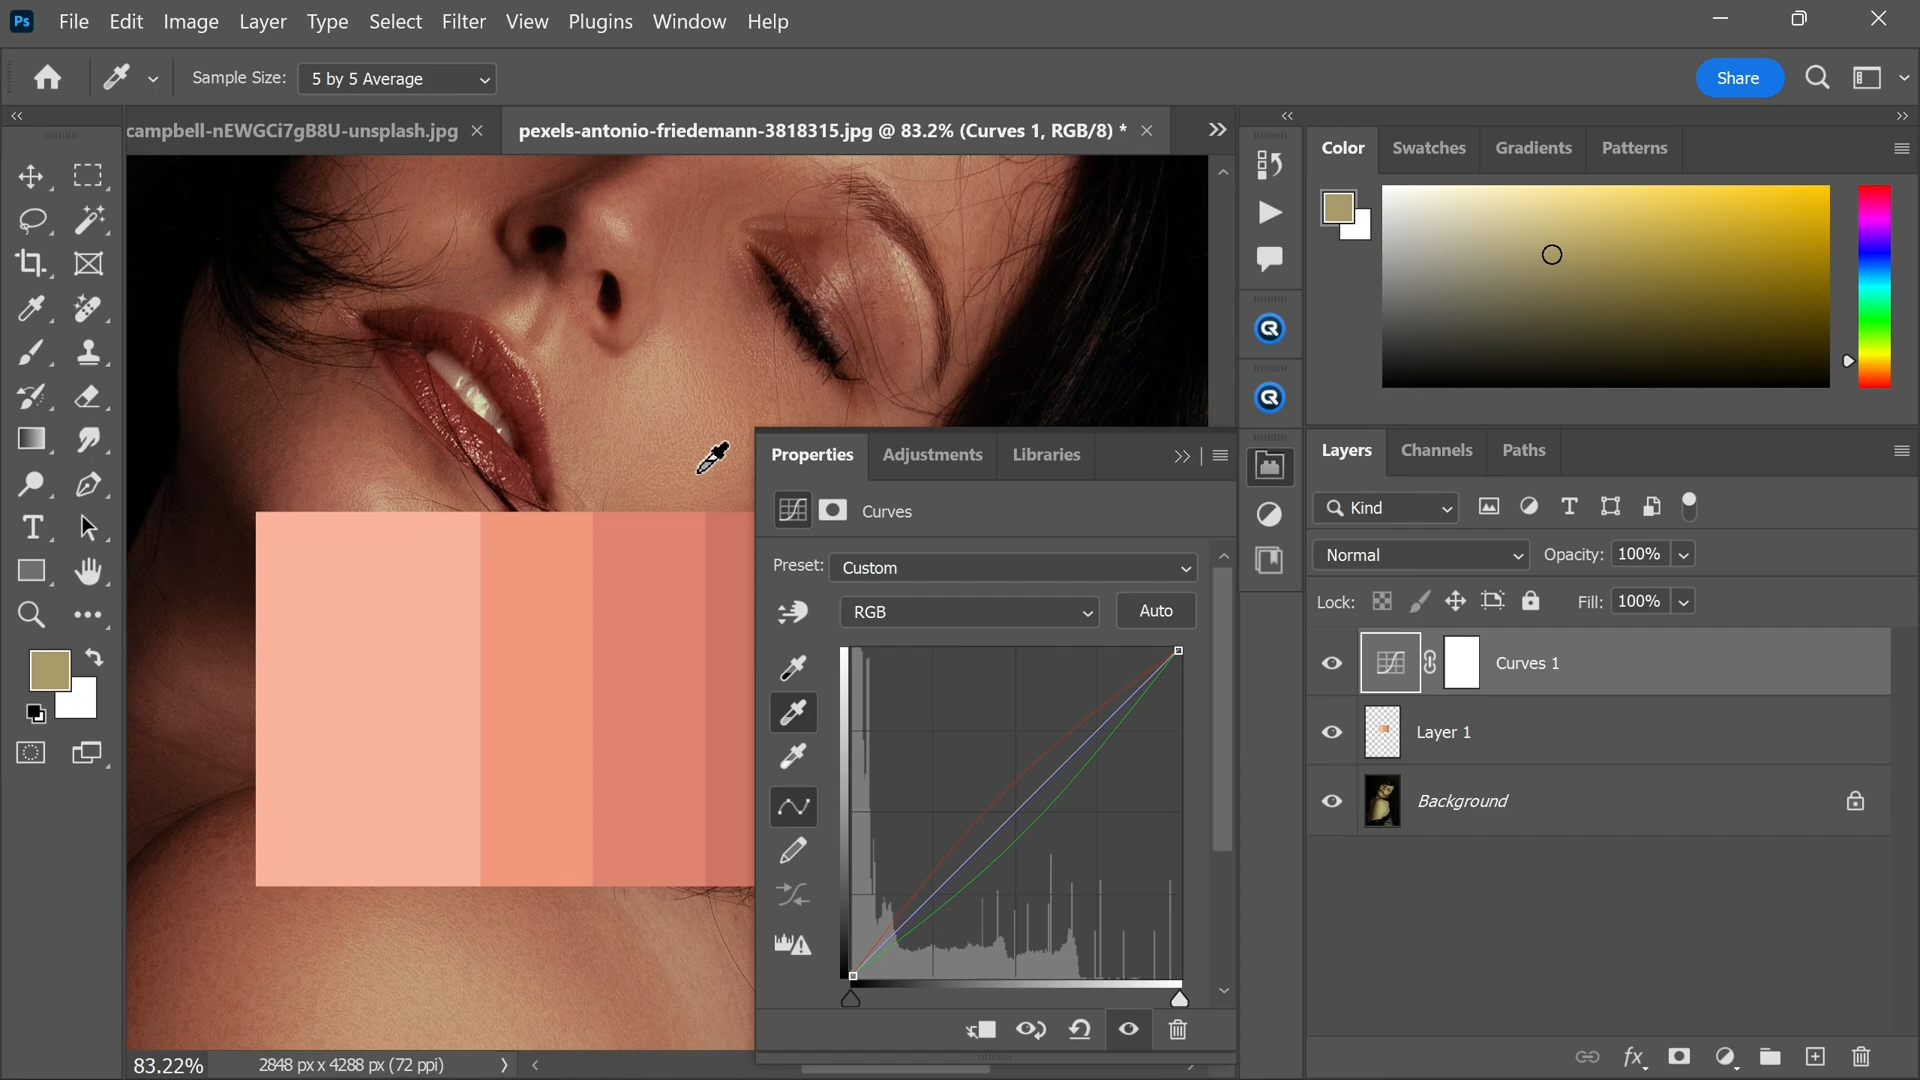 Ps File Edit Image Layer Type Select Filter View Plugins Window Help
Sample Size: 5 by 5 Average Share
campbell-nEWGCi7gB8U-unsplash.jpg pexels-antonio-friedemann-3818315.jpg @ 83.2% (Curves 1, RGB/8) *
Color Swatches Gradients Patterns
Properties Adjustments Libraries
Curves
Preset: Custom
RGB Auto
Layers Channels Paths
Kind
Normal Opacity: 100%
Lock: Fill: 100%
Curves 1
Layer 1
Background
83.22% 2848 px x 4288 px (72 ppi)